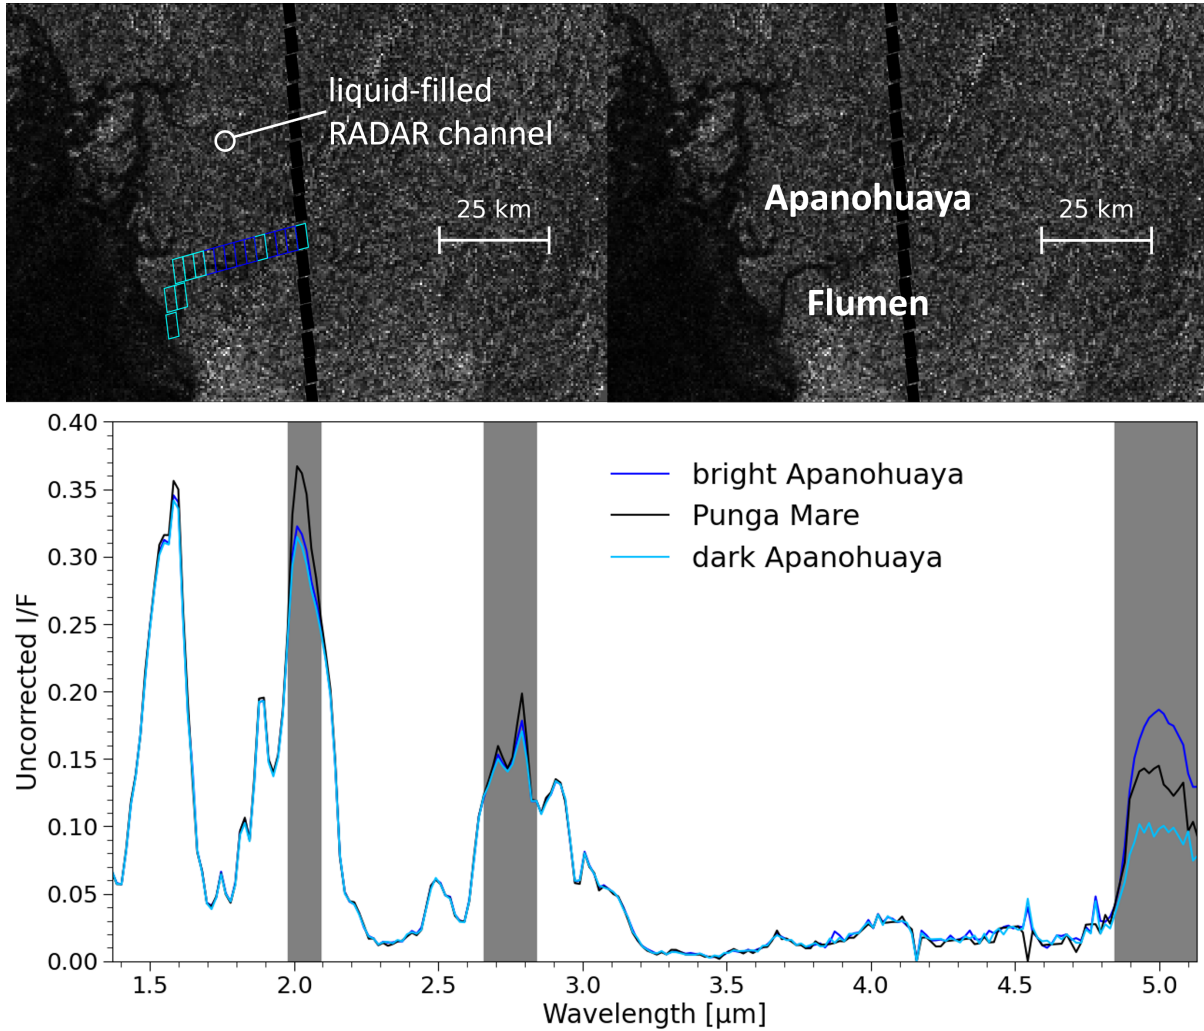 liquid-filled
RADAR channel
25 km
Apanohuaya
Flumen
25 km
0.40
0.35
0.30
0.25
0.20
0.15
0.10
0.05
0.00
Uncorrected I/F
bright Apanohuaya
Punga Mare
dark Apanohuaya
1.5 2.0 2.5 3.0 3.5 4.0 4.5 5.0
Wavelength [µm]